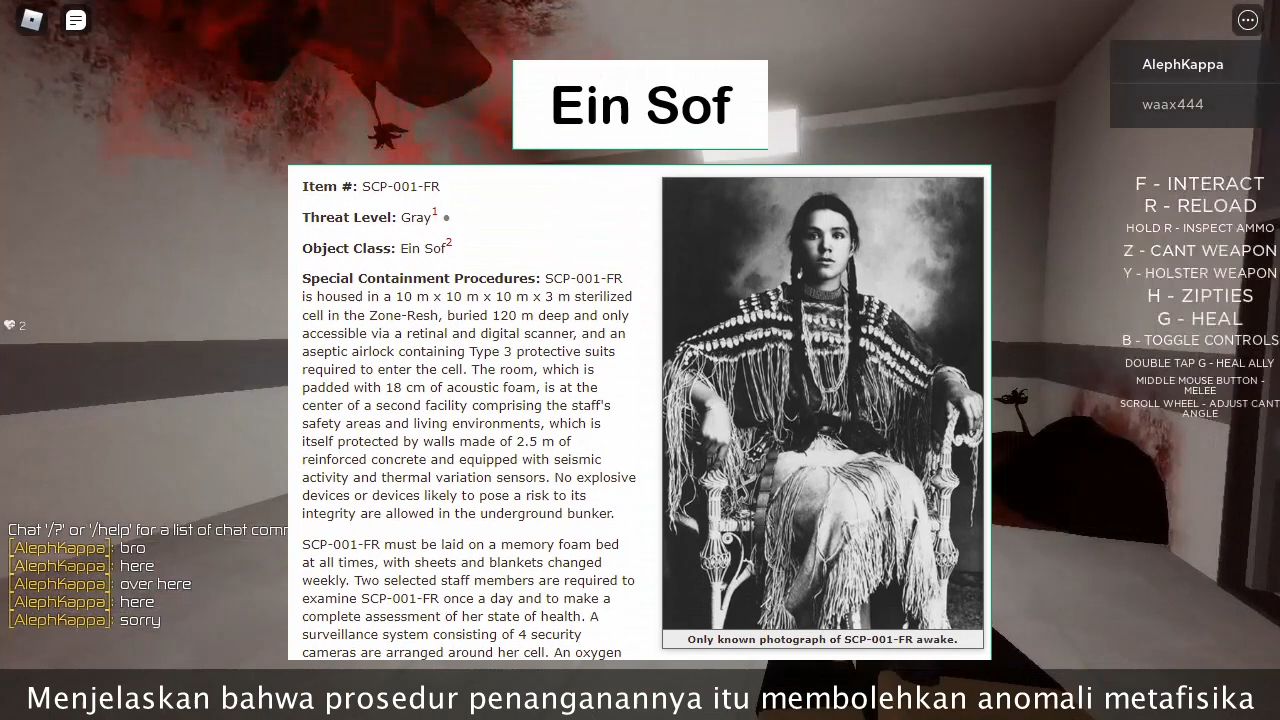 Ein Sof
AlephKappa
waax444
Item #: SCP-001-FR
Threat Level: Gray1
Object Class: Ein Sof2
Special Containment Procedures: SCP-001-FR
is housed in a 10 m x 10 m x 10 m x 3 m sterilized
cell in the Zone-Resh, buried 120 m deep and only
accessible via a retinal and digital scanner, and an
aseptic airlock containing Type 3 protective suits
required to enter the cell. The room, which is
padded with 18 cm of acoustic foam, is at the
center of a second facility comprising the staff's
safety areas and living environments, which is
itself protected by walls made of 2.5 m of
reinforced concrete and equipped with seismic
activity and thermal variation sensors. No explosive
devices or devices likely to pose a risk to its
integrity are allowed in the underground bunker.
SCP-001-FR must be laid on a memory foam bed
at all times, with sheets and blankets changed
weekly. Two selected staff members are required to
examine SCP-001-FR once a day and to make a
complete assessment of her state of health. A
surveillance system consisting of 4 security
cameras are arranged around her cell. An oxygen
Only known photograph of SCP-001-FR awake.
F - INTERACT
R - RELOAD
HOLD R - INSPECT AMMO
Z - CANT WEAPON
Y - HOLSTER WEAPON
H - ZIPTIES
G - HEAL
B - TOGGLE CONTROLS
DOUBLE TAP G - HEAL ALLY
MIDDLE MOUSE BUTTON -
MELEE
SCROLL WHEEL - ADJUST CANT
ANGLE
2
Chat '/?' or '/help' for a list of chat comm
[AlephKappa]: bro
[AlephKappa]: here
[AlephKappa]: over here
[AlephKappa]: here
[AlephKappa]: sorry
Menjelaskan bahwa prosedur penanganannya itu membolehkan anomali metafisika